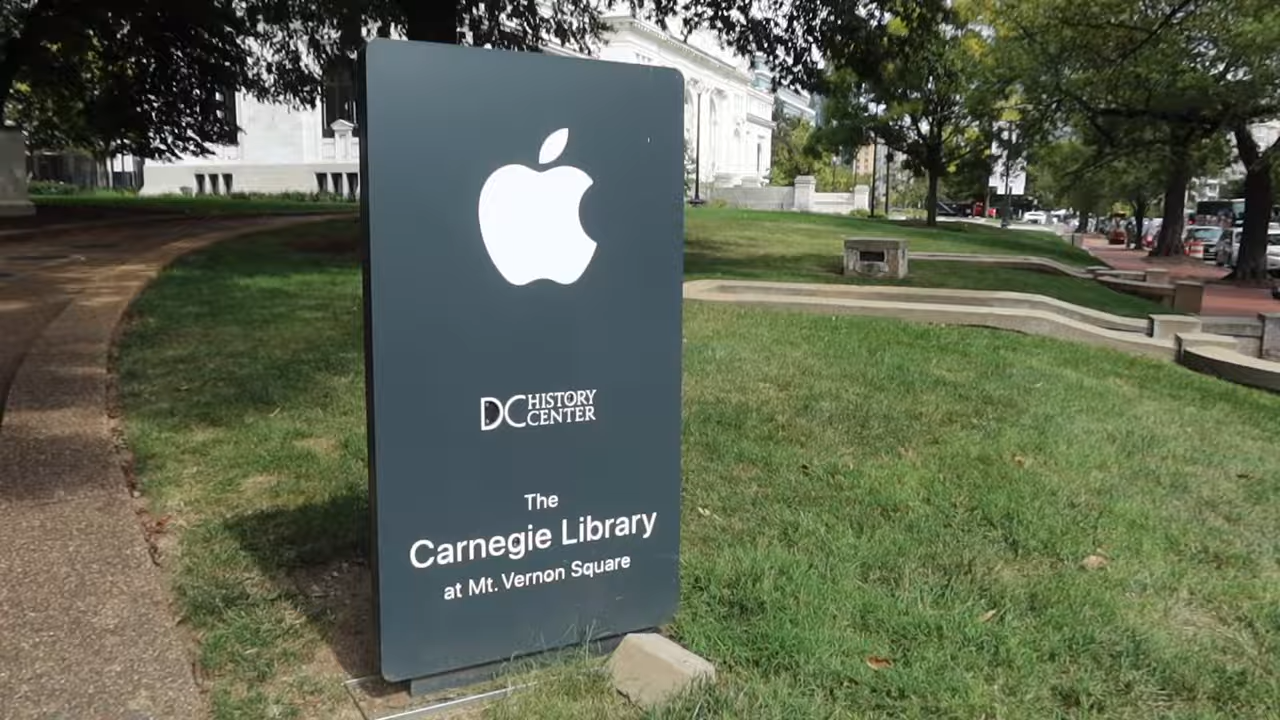 DC HISTORY
CENTER
The
Carnegie Library
at Mt. Vernon Square